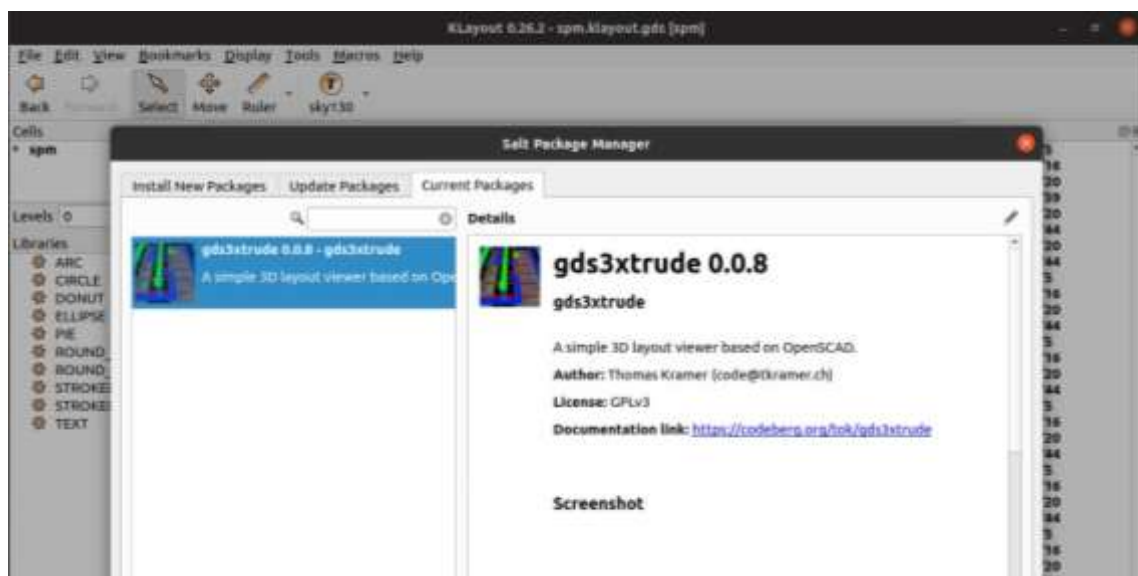 KLayout 0.26.2 - spm.klayout.gds [spm]
File Edit View Bookmarks Display Tools Macros Help
Back Select Move Ruler sky130
Cells
spm
Levels 0
Libraries
ARC
CIRCLE
DONUT
ELLIPSE
PIE
ROUND_
ROUND_
STROKE
STROKE
TEXT
Salt Package Manager
Install New Packages Update Packages Current Packages
Details
gds3xtrude 0.0.8 - gds3xtrude
A simple 3D layout viewer based on Ope
gds3xtrude 0.0.8
gds3xtrude
A simple 3D layout viewer based on OpenSCAD.
Author: Thomas Kramer (code@tkramer.ch)
License: GPLv3
Documentation link: https://codeberg.org/tok/gds3xtrude
Screenshot